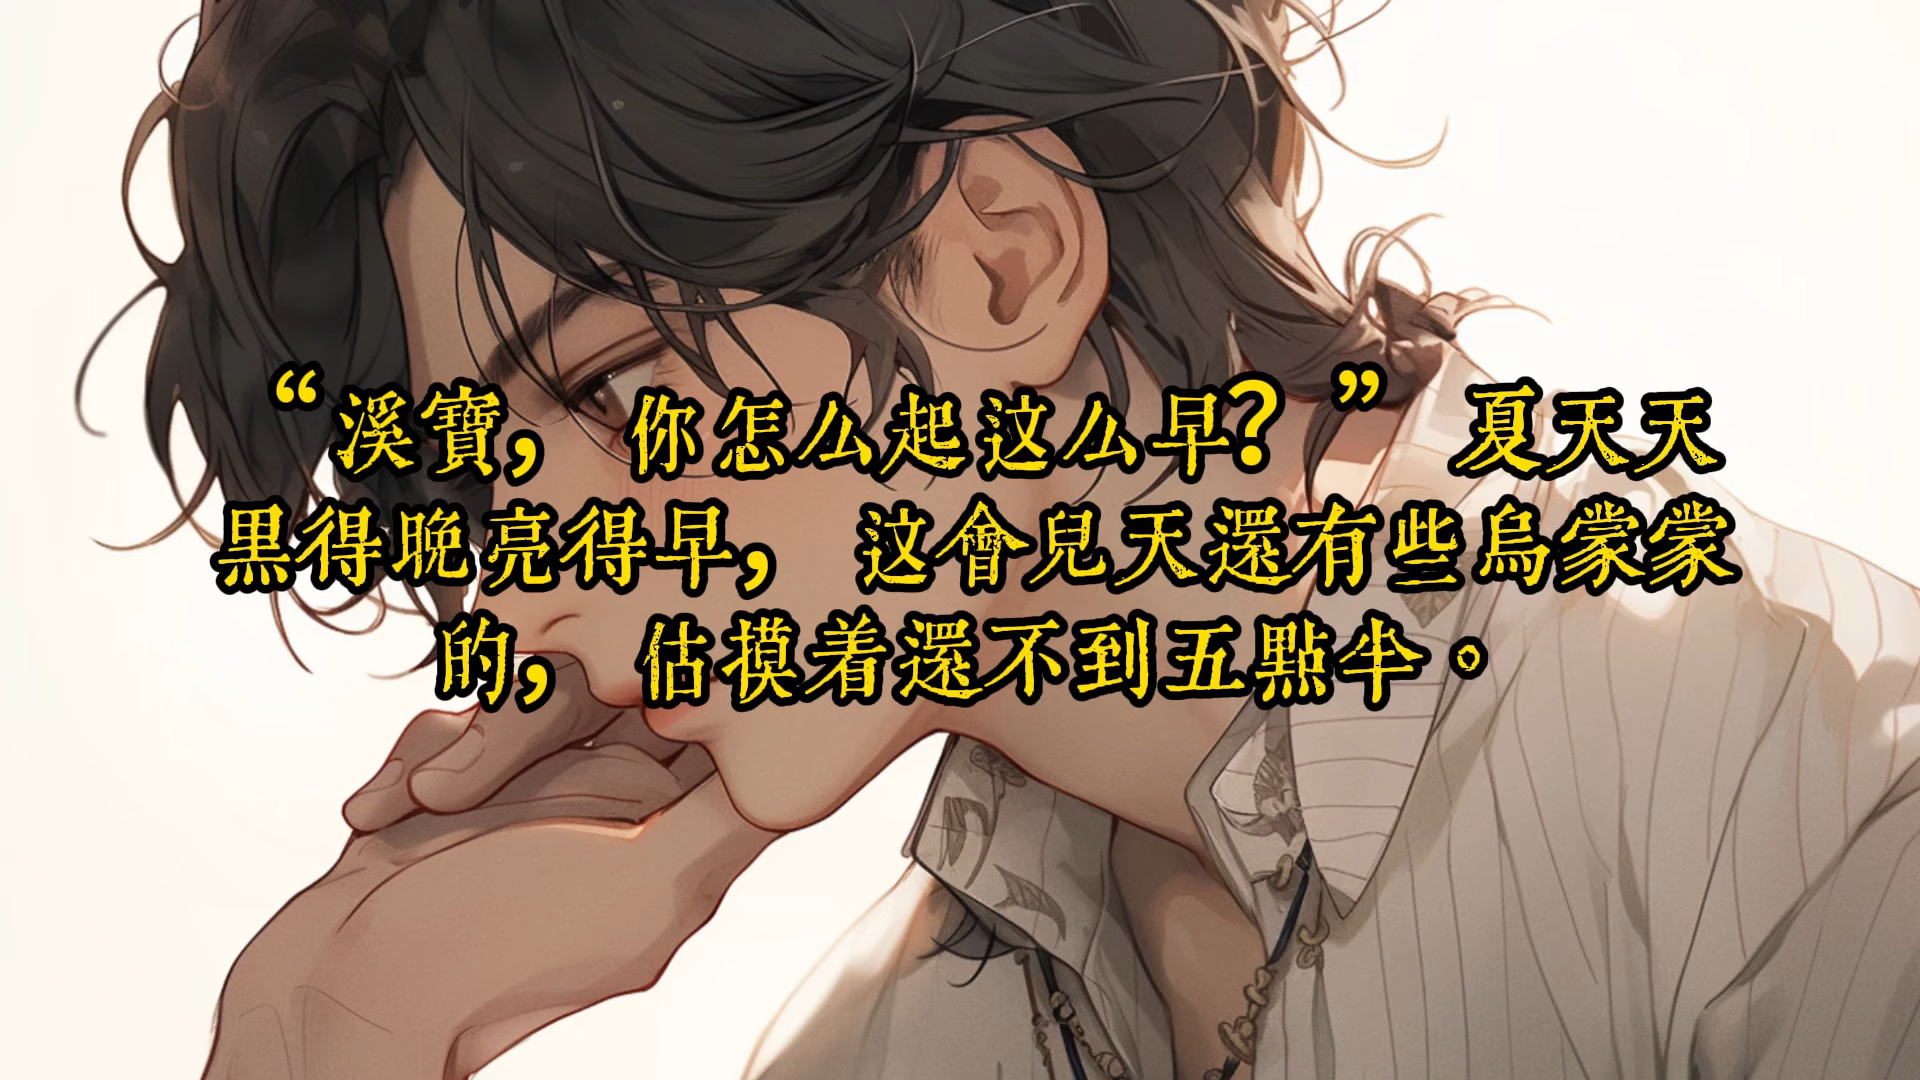 “溪寶，你怎么起这么早？”夏天天
黑得晚亮得早，这會兒天還有些烏蒙蒙
的，估摸着還不到五點半。